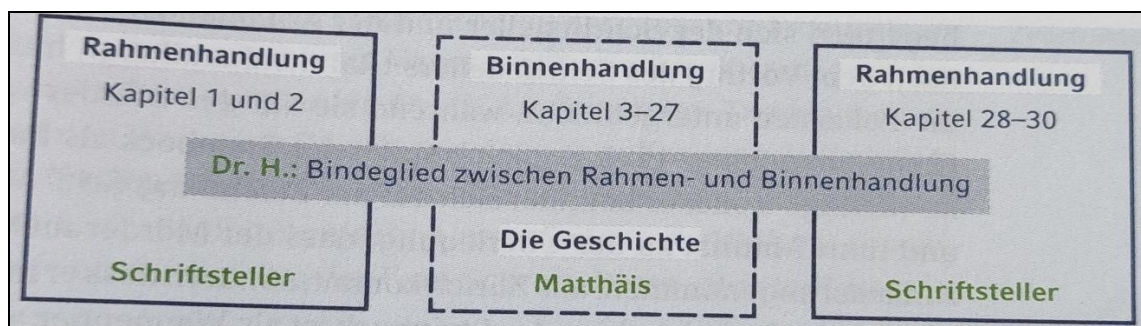 Rahmenhandlung
Kapitel 1 und 2
Binnenhandlung
Kapitel 3–27
Rahmenhandlung
Kapitel 28–30
Dr. H.: Bindeglied zwischen Rahmen- und Binnenhandlung
Schriftsteller
Die Geschichte
Matthäis
Schriftsteller